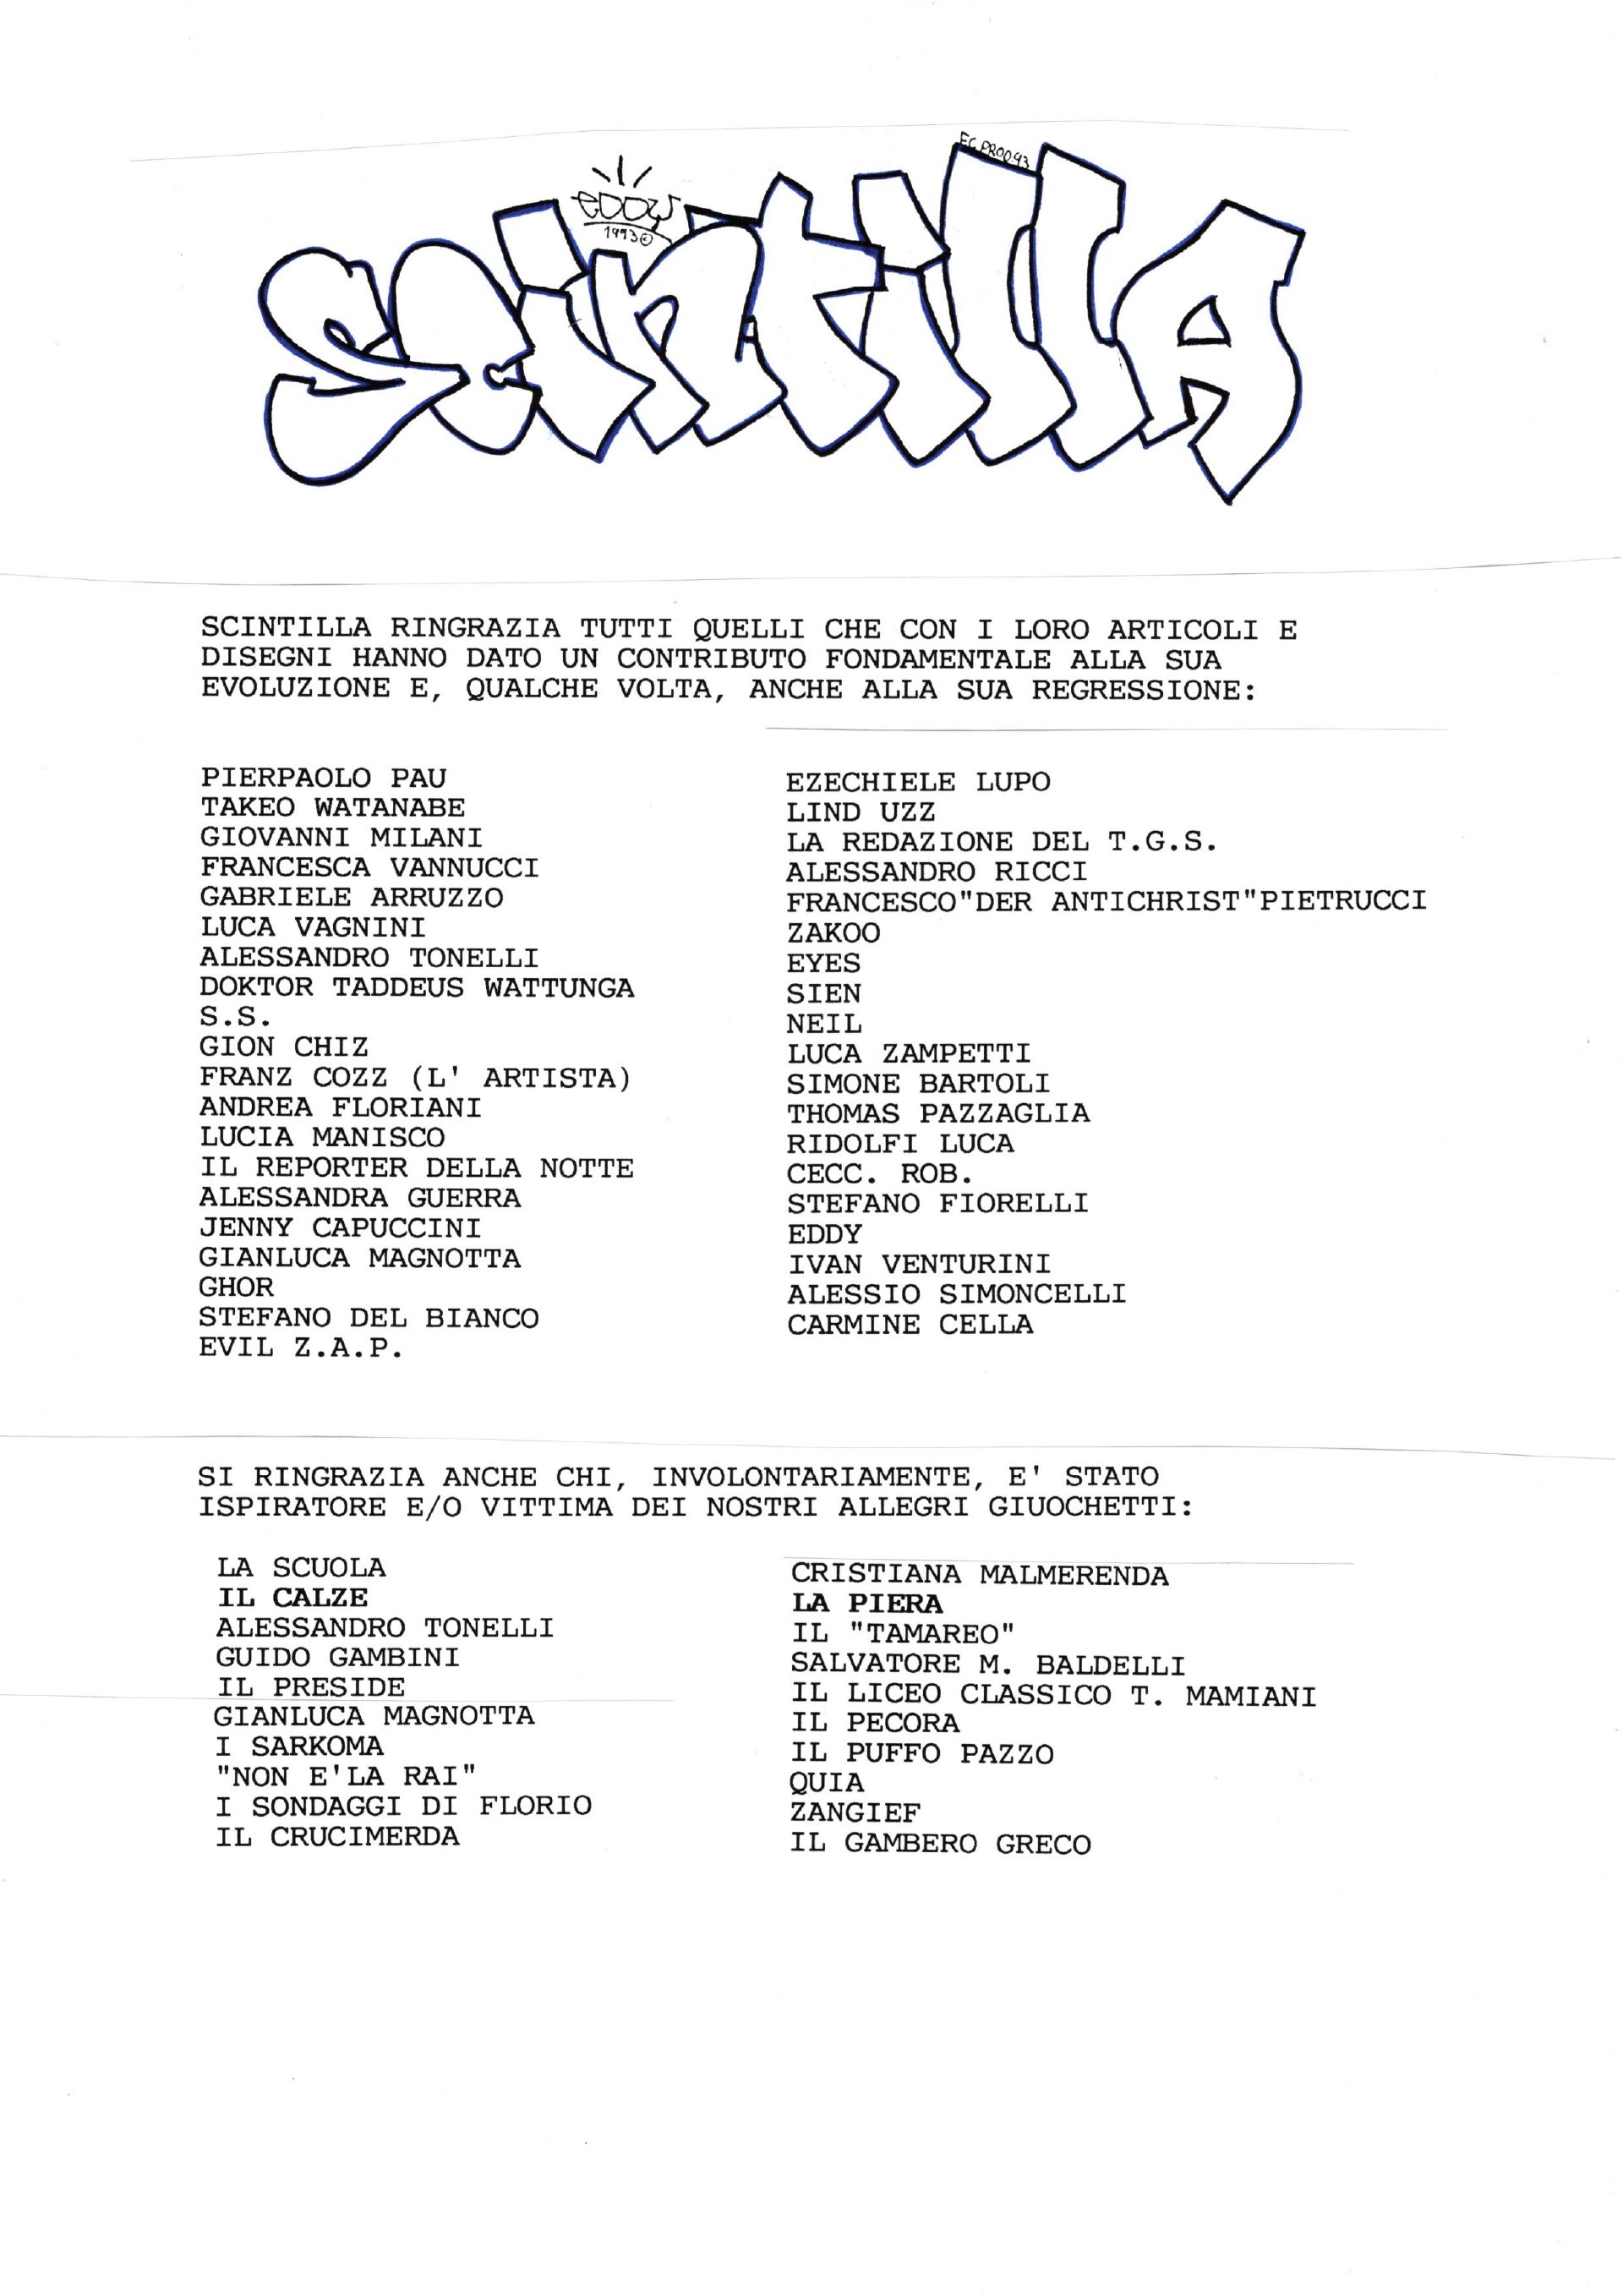 EC PROD 93
EDDY
1993©
SCINTILLA
SCINTILLA RINGRAZIA TUTTI QUELLI CHE CON I LORO ARTICOLI E
DISEGNI HANNO DATO UN CONTRIBUTO FONDAMENTALE ALLA SUA
EVOLUZIONE E, QUALCHE VOLTA, ANCHE ALLA SUA REGRESSIONE:
PIERPAOLO PAU
TAKEO WATANABE
GIOVANNI MILANI
FRANCESCA VANNUCCI
GABRIELE ARRUZZO
LUCA VAGNINI
ALESSANDRO TONELLI
DOKTOR TADDEUS WATTUNGA
S.S.
GION CHIZ
FRANZ COZZ (L' ARTISTA)
ANDREA FLORIANI
LUCIA MANISCO
IL REPORTER DELLA NOTTE
ALESSANDRA GUERRA
JENNY CAPUCCINI
GIANLUCA MAGNOTTA
GHOR
STEFANO DEL BIANCO
EVIL Z.A.P.
EZECHIELE LUPO
LIND UZZ
LA REDAZIONE DEL T.G.S.
ALESSANDRO RICCI
FRANCESCO"DER ANTICHRIST"PIETRUCCI
ZAKOO
EYES
SIEN
NEIL
LUCA ZAMPETTI
SIMONE BARTOLI
THOMAS PAZZAGLIA
RIDOLFI LUCA
CECC. ROB.
STEFANO FIORELLI
EDDY
IVAN VENTURINI
ALESSIO SIMONCELLI
CARMINE CELLA
SI RINGRAZIA ANCHE CHI, INVOLONTARIAMENTE, E' STATO
ISPIRATORE E/O VITTIMA DEI NOSTRI ALLEGRI GIUOCHETTI:
LA SCUOLA
IL CALZE
ALESSANDRO TONELLI
GUIDO GAMBINI
IL PRESIDE
GIANLUCA MAGNOTTA
I SARKOMA
"NON E'LA RAI"
I SONDAGGI DI FLORIO
IL CRUCIMERDA
CRISTIANA MALMERENDA
LA PIERA
IL "TAMAREO"
SALVATORE M. BALDELLI
IL LICEO CLASSICO T. MAMIANI
IL PECORA
IL PUFFO PAZZO
QUIA
ZANGIEF
IL GAMBERO GRECO